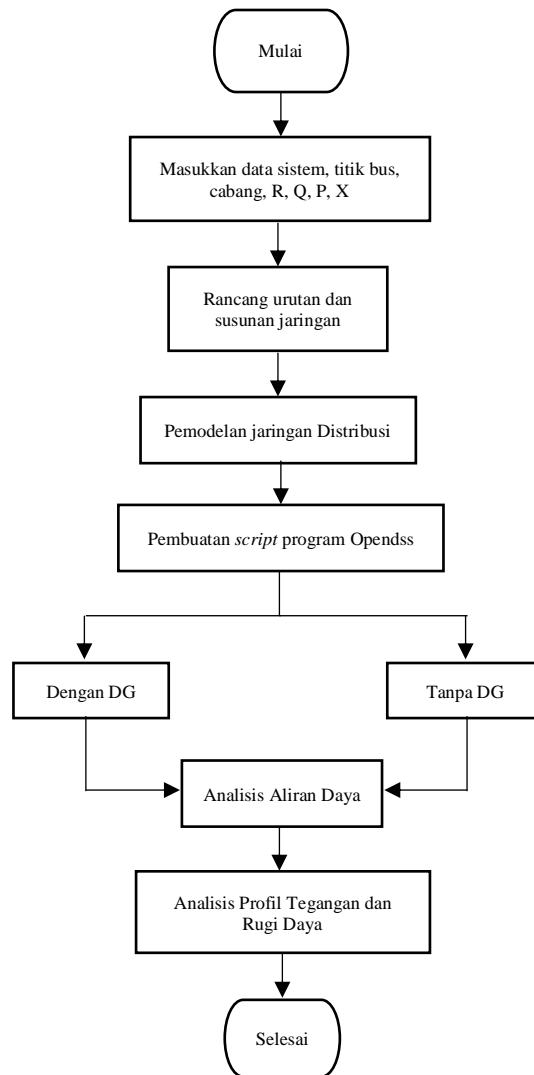 Mulai
Masukkan data sistem, titik bus,
cabang, R, Q, P, X
Rancang urutan dan
susunan jaringan
Pemodelan jaringan Distribusi
Pembuatan script program Opendss
Dengan DG
Tanpa DG
Analisis Aliran Daya
Analisis Profil Tegangan dan
Rugi Daya
Selesai